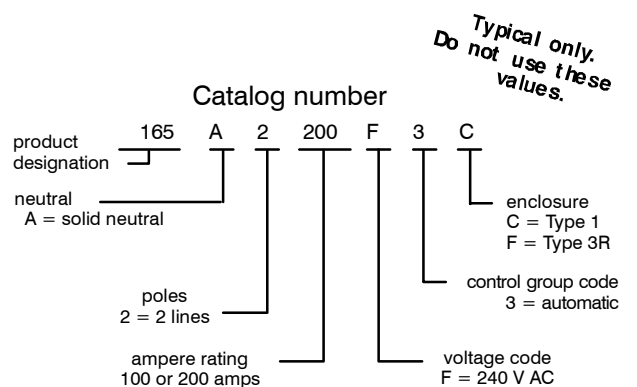 Typical only.
Do not use these
values.
Catalog number
165 A 2 200 F 3 C
product
designation
neutral
A = solid neutral
enclosure
C = Type 1
F = Type 3R
poles
2 = 2 lines
control group code
3 = automatic
ampere rating
100 or 200 amps
voltage code
F = 240 V AC